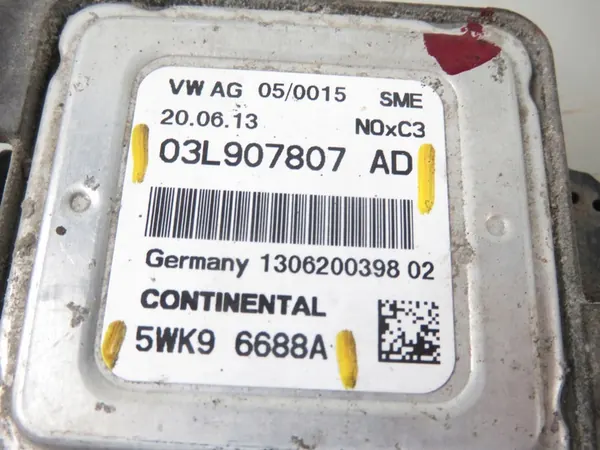 VW AG 05/0015 SME
20.06.13 NOxC3
03L907807 AD
Germany 1306200398 02
CONTINENTAL
5WK9 6688A